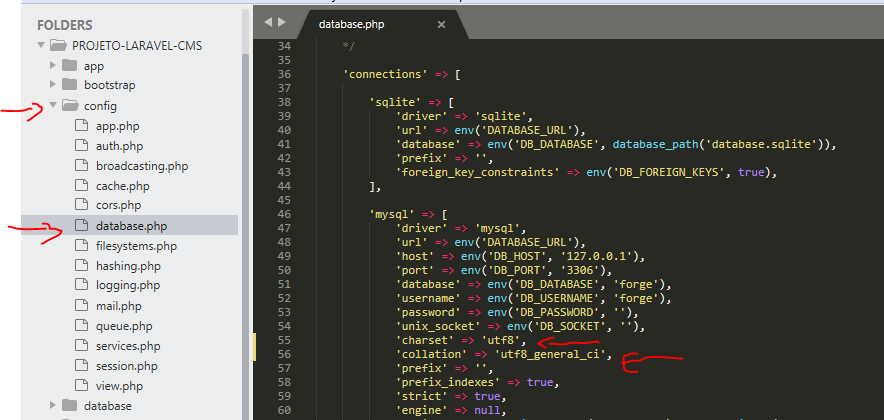 FOLDERS
PROJETO-LARAVEL-CMS
app
bootstrap
config
app.php
auth.php
broadcasting.php
cache.php
cors.php
database.php
filesystems.php
hashing.php
logging.php
mail.php
queue.php
services.php
session.php
view.php
database
database.php ×
34 */
35
36 'connections' => [
37
38 'sqlite' => [
39 'driver' => 'sqlite',
40 'url' => env('DATABASE_URL'),
41 'database' => env('DB_DATABASE', database_path('database.sqlite')),
42 'prefix' => '',
43 'foreign_key_constraints' => env('DB_FOREIGN_KEYS', true),
44 ],
45
46 'mysql' => [
47 'driver' => 'mysql',
48 'url' => env('DATABASE_URL'),
49 'host' => env('DB_HOST', '127.0.0.1'),
50 'port' => env('DB_PORT', '3306'),
51 'database' => env('DB_DATABASE', 'forge'),
52 'username' => env('DB_USERNAME', 'forge'),
53 'password' => env('DB_PASSWORD', ''),
54 'unix_socket' => env('DB_SOCKET', ''),
55 'charset' => 'utf8',
56 'collation' => 'utf8_general_ci',
57 'prefix' => '',
58 'prefix_indexes' => true,
59 'strict' => true,
60 'engine' => null,